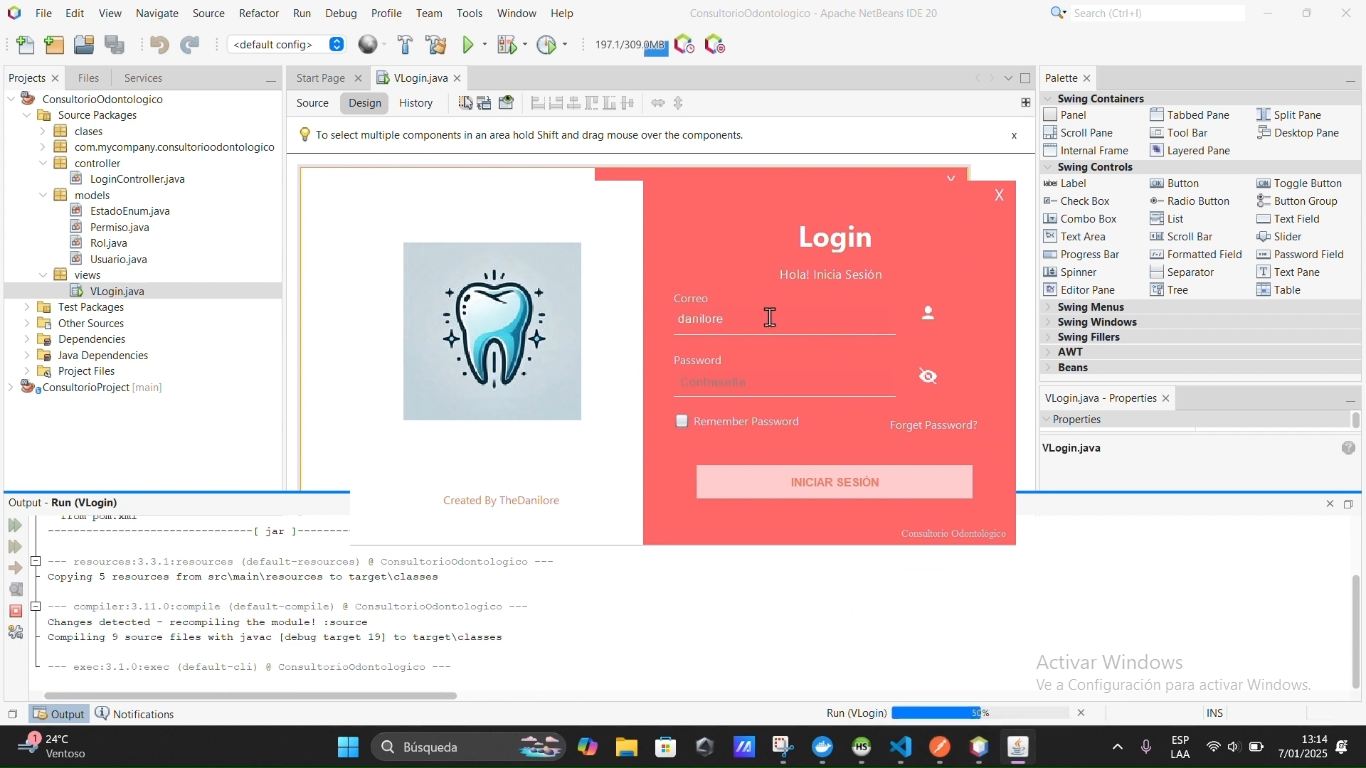 File Edit View Navigate Source Refactor Run Debug Profile Team Tools Window Help
ConsultorioOdontologico - Apache NetBeans IDE 20
Search (Ctrl+I)
<default config>
197.1/309.0MB
Projects
Files
Services
Start Page
VLogin.java
Palette
Source
Design
History
To select multiple components in an area hold Shift and drag mouse over the components.
x
ConsultorioOdontologico
Source Packages
clases
com.mycompany.consultorioodontologico
controller
LoginController.java
models
EstadoEnum.java
Permiso.java
Rol.java
Usuario.java
views
VLogin.java
Test Packages
Other Sources
Dependencies
Java Dependencies
Project Files
ConsultorioProject [main]
X
Login
Hola! Inicia Sesión
Correo
danilore
Password
Contraseña
Remember Password
Forget Password?
INICIAR SESIÓN
Created By TheDanilore
Consultorio Odontológico
Swing Containers
Panel
Tabbed Pane
Split Pane
Scroll Pane
Tool Bar
Desktop Pane
Internal Frame
Layered Pane
Swing Controls
Label
Button
Toggle Button
Check Box
Radio Button
Button Group
Combo Box
List
Text Field
Text Area
Scroll Bar
Slider
Progress Bar
Formatted Field
Password Field
Spinner
Separator
Text Pane
Editor Pane
Tree
Table
Swing Menus
Swing Windows
Swing Fillers
AWT
Beans
VLogin.java - Properties
Properties
VLogin.java
Output - Run (VLogin)
from pom.xml
--------------------------------[ jar ]---------
--- resources:3.3.1:resources (default-resources) @ ConsultorioOdontologico ---
Copying 5 resources from src\main\resources to target\classes
--- compiler:3.11.0:compile (default-compile) @ ConsultorioOdontologico ---
Changes detected - recompiling the module! :source
Compiling 9 source files with javac [debug target 19] to target\classes
--- exec:3.1.0:exec (default-cli) @ ConsultorioOdontologico ---
Activar Windows
Ve a Configuración para activar Windows.
Output
Notifications
Run (VLogin)
50%
INS
1
24°C
Ventoso
Búsqueda
HS
ESP
LAA
13:14
7/01/2025